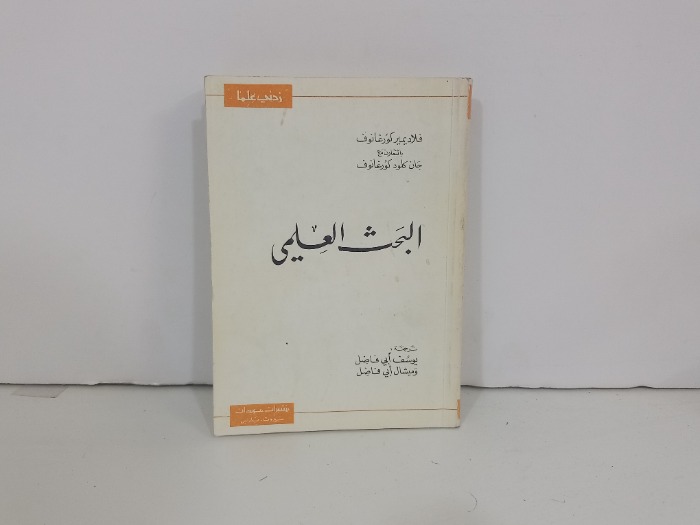 زدني علما
فلاديمير كورغانوف
بالتعاون مع
جان كلود كورغانوف
البحث العلمي
ترجمة:
يوسف أبي فاضل
وميشال أبي فاضل
منشورات عويدات
بيروت - باريس